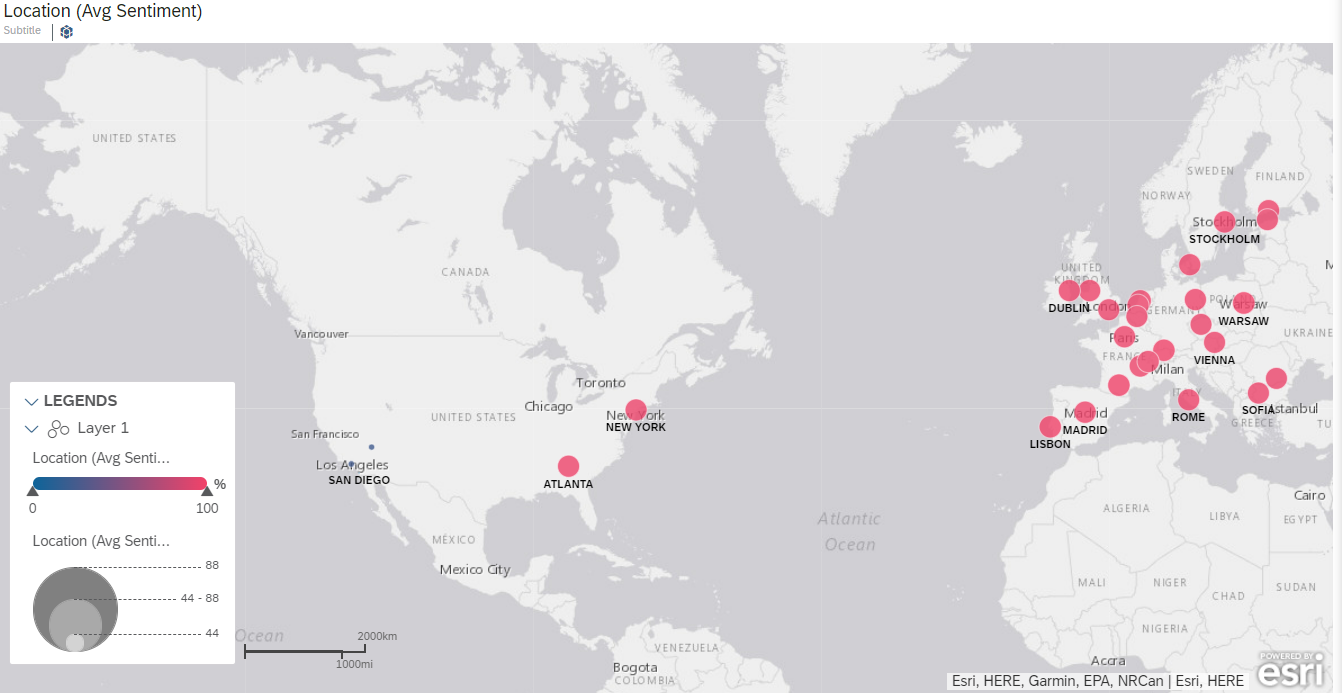 Location (Avg Sentiment)
Subtitle
UNITED STATES
SWEDEN
FINLAND
NORWAY
Stockholm
STOCKHOLM
UNITED
KINGDOM
CANADA
DUBLIN
London
GERMANY
POLAND
Warsaw
WARSAW
UKRAINE
Vancouver
Paris
FRANCE
VIENNA
Milan
Toronto
Chicago
New York
NEW YORK
UNITED STATES
ITALY
ROME
SOFIA
Istanbul
GREECE
TU
Madrid
MADRID
LISBON
San Francisco
Los Angeles
SAN DIEGO
ATLANTA
LEGENDS
Layer 1
Location (Avg Senti...
%
0
100
Location (Avg Senti...
88
44 - 88
44
Atlantic
Ocean
ALGERIA
LIBYA
Cairo
EGYPT
MÉXICO
Mexico City
MALI
NIGER
CHAD
SUDAN
NIGERIA
Ocean
2000km
1000mi
VENEZUELA
Bogota
COLOMBIA
Accra
POWERED BY
esri
Esri, HERE, Garmin, EPA, NRCan | Esri, HERE